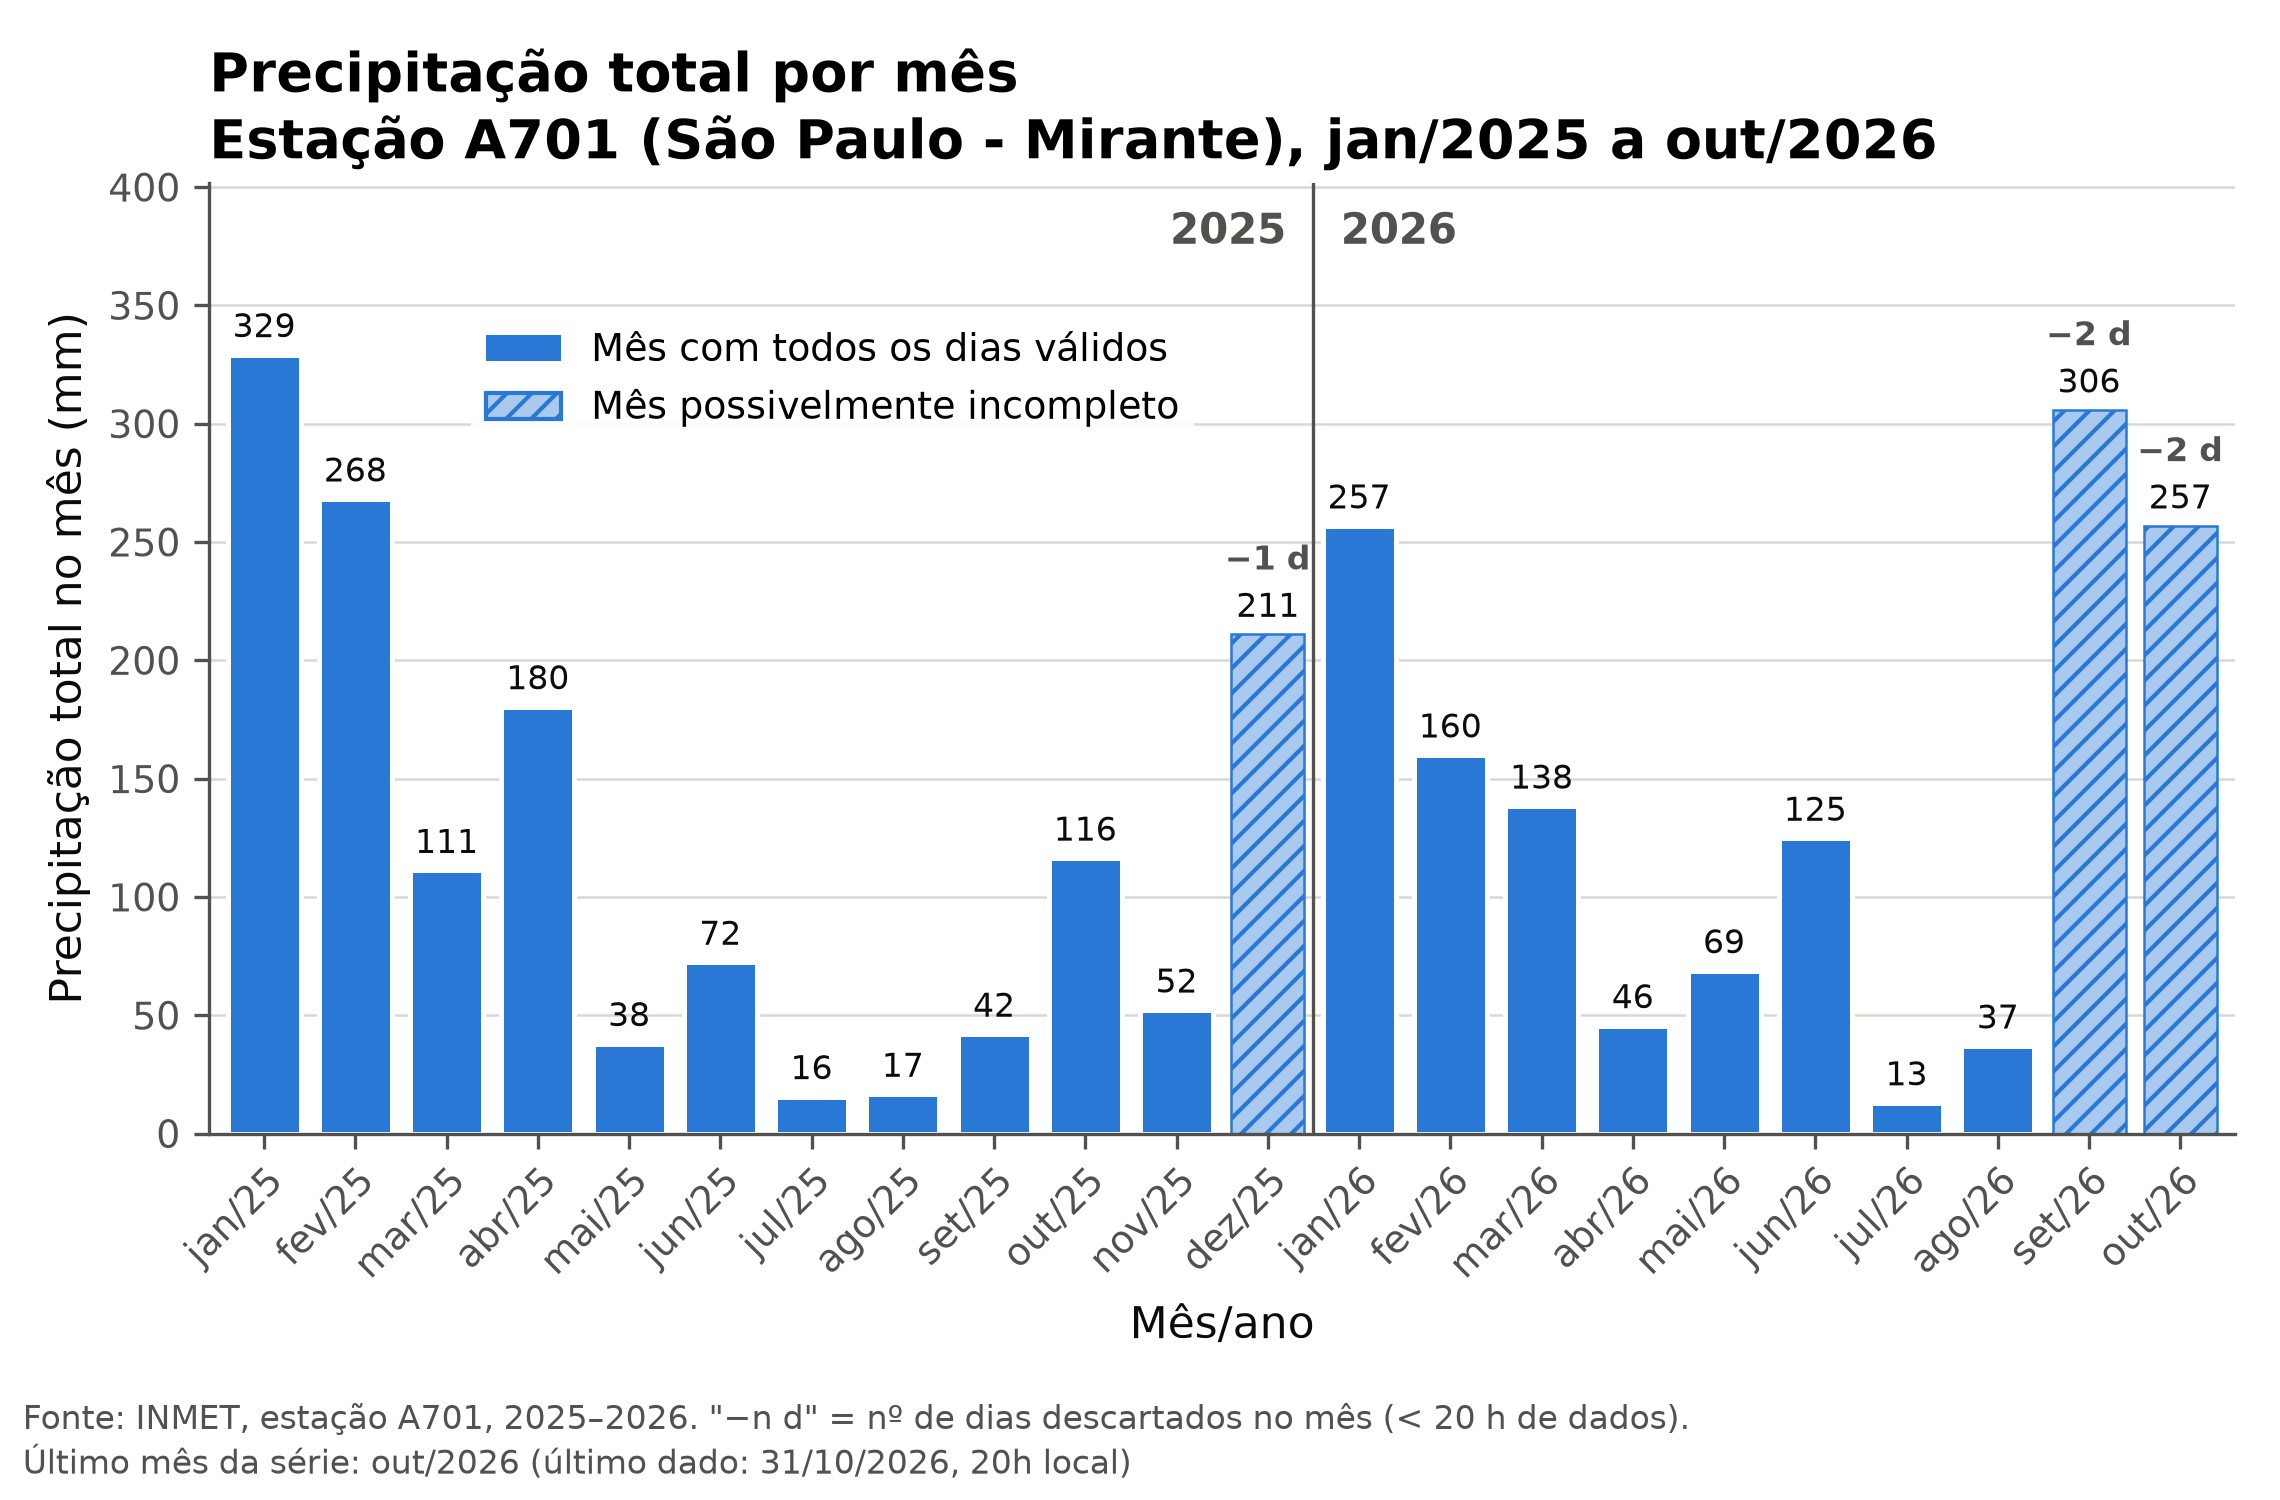 Precipitação total por mês
Estação A701 (São Paulo - Mirante), jan/2025 a out/2026
Precipitação total no mês (mm)
400
350
300
250
200
150
100
50
0
2025
2026
Mês com todos os dias válidos
Mês possivelmente incompleto
329
268
111
180
38
72
16
17
42
116
52
−1 d
211
257
160
138
46
69
125
13
37
−2 d
306
−2 d
257
jan/25
fev/25
mar/25
abr/25
mai/25
jun/25
jul/25
ago/25
set/25
out/25
nov/25
dez/25
jan/26
fev/26
mar/26
abr/26
mai/26
jun/26
jul/26
ago/26
set/26
out/26
Mês/ano
Fonte: INMET, estação A701, 2025–2026. "−n d" = nº de dias descartados no mês (< 20 h de dados).
Último mês da série: out/2026 (último dado: 31/10/2026, 20h local)